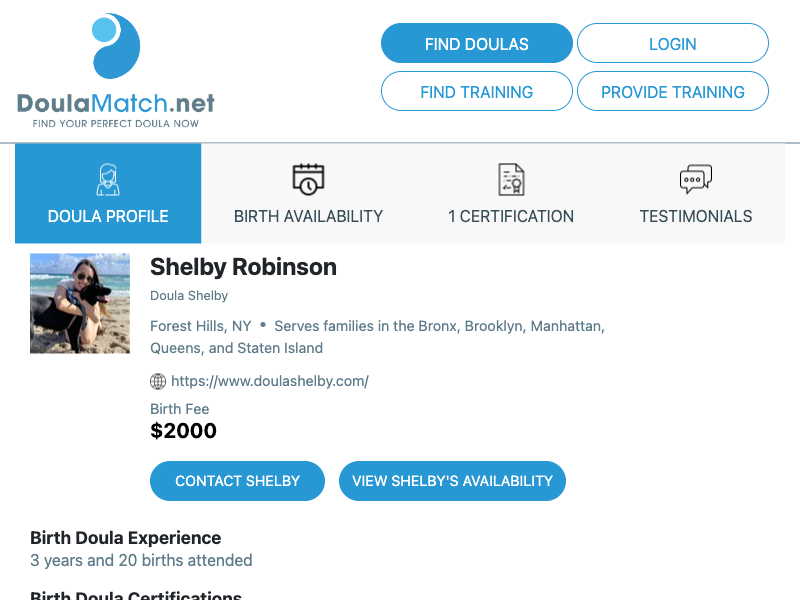 DoulaMatch.net
FIND YOUR PERFECT DOULA NOW
FIND DOULAS
LOGIN
FIND TRAINING
PROVIDE TRAINING
DOULA PROFILE
BIRTH AVAILABILITY
1 CERTIFICATION
TESTIMONIALS
Shelby Robinson
Doula Shelby
Forest Hills, NY • Serves families in the Bronx, Brooklyn, Manhattan,
Queens, and Staten Island
https://www.doulashelby.com/
Birth Fee
$2000
CONTACT SHELBY
VIEW SHELBY'S AVAILABILITY
Birth Doula Experience
3 years and 20 births attended
Birth Doula Certifications